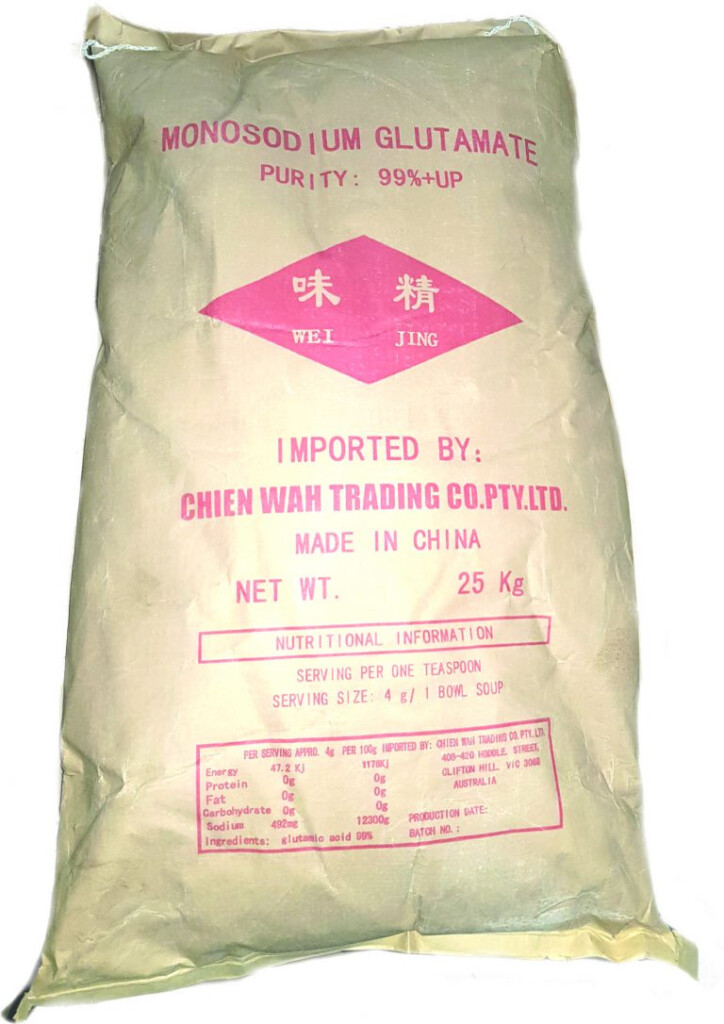 MONOSODIUM GLUTAMATE
PURITY: 99%+UP
味 精
WEI JING
IMPORTED BY:
CHIEN WAH TRADING CO.PTY.LTD.
MADE IN CHINA
NET WT. 25 Kg
NUTRITIONAL INFORMATION
SERVING PER ONE TEASPOON
SERVING SIZE: 4 g/ 1 BOWL SOUP
PER SERVING APPRO. 4g PER 100g IMPORTED BY: CHIEN WAH TRADING CO.PTY.LTD.
Energy 47.2 Kj 1178Kj 408-420 HODDLE. STREET,
Protein 0g 0g CLIFTON HILL. VIC 3068
Fat 0g 0g AUSTRALIA
Carbohydrate 0g 0g
Sodium 492mg 12300g PRODUCTION DATE:
Ingredients: glutamic acid 99% BATCH NO.: